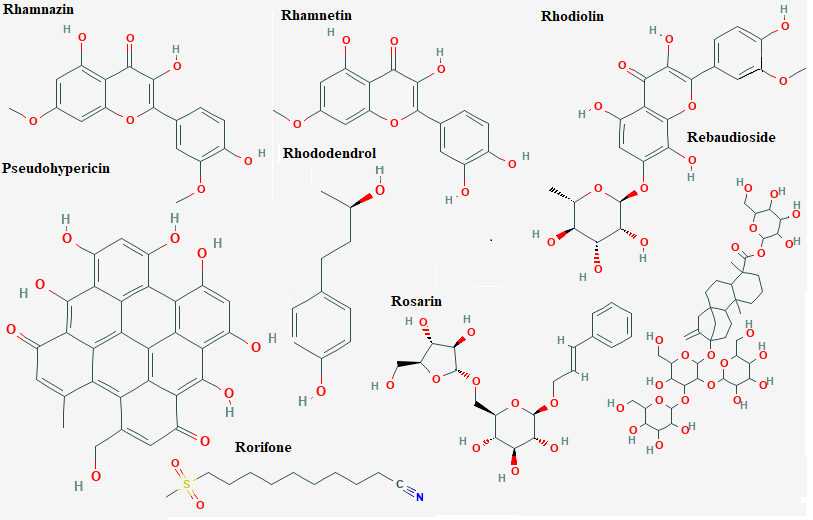 Rhamnazin
Rhamnetin
Rhodiolin
Pseudohypericin
Rhododendrol
Rebaudioside
Rosarin
Rorifone